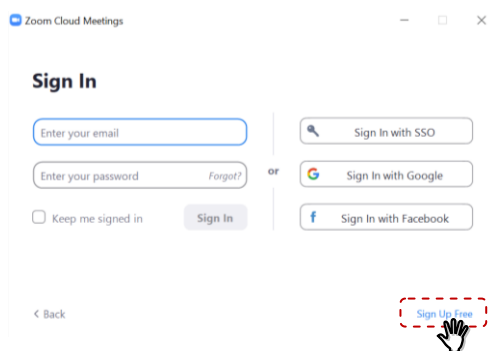 Zoom Cloud Meetings
Sign In
Enter your email
Enter your password Forgot?
Keep me signed in Sign In
or
Sign In with SSO
Sign In with Google
Sign In with Facebook
< Back
Sign Up Free